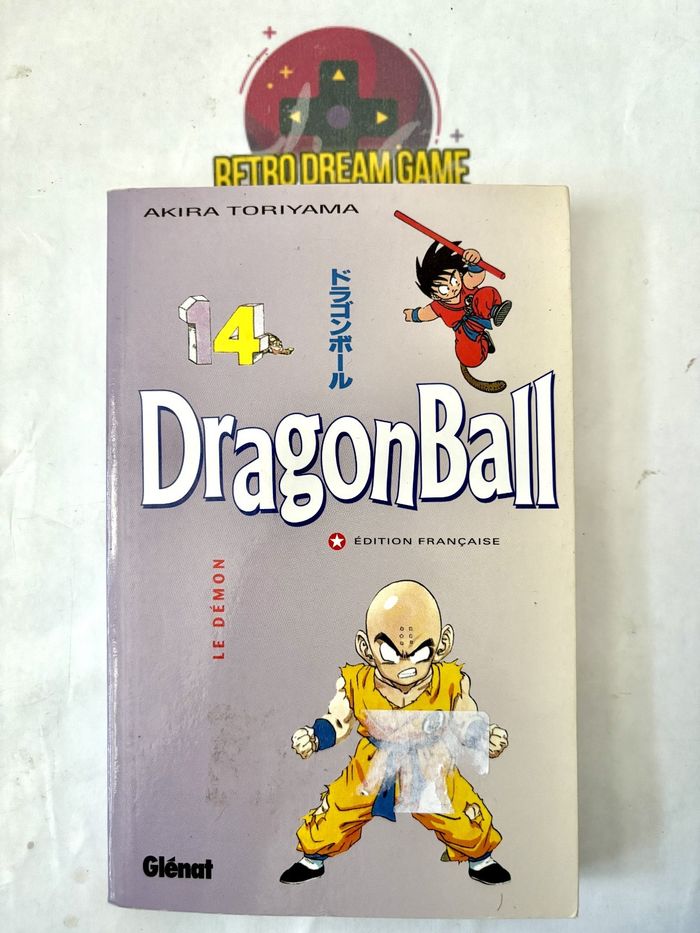 RETRO DREAM GAME
AKIRA TORIYAMA
14
ドラゴンボール
DragonBall
ÉDITION FRANÇAISE
LE DÉMON
Glénat